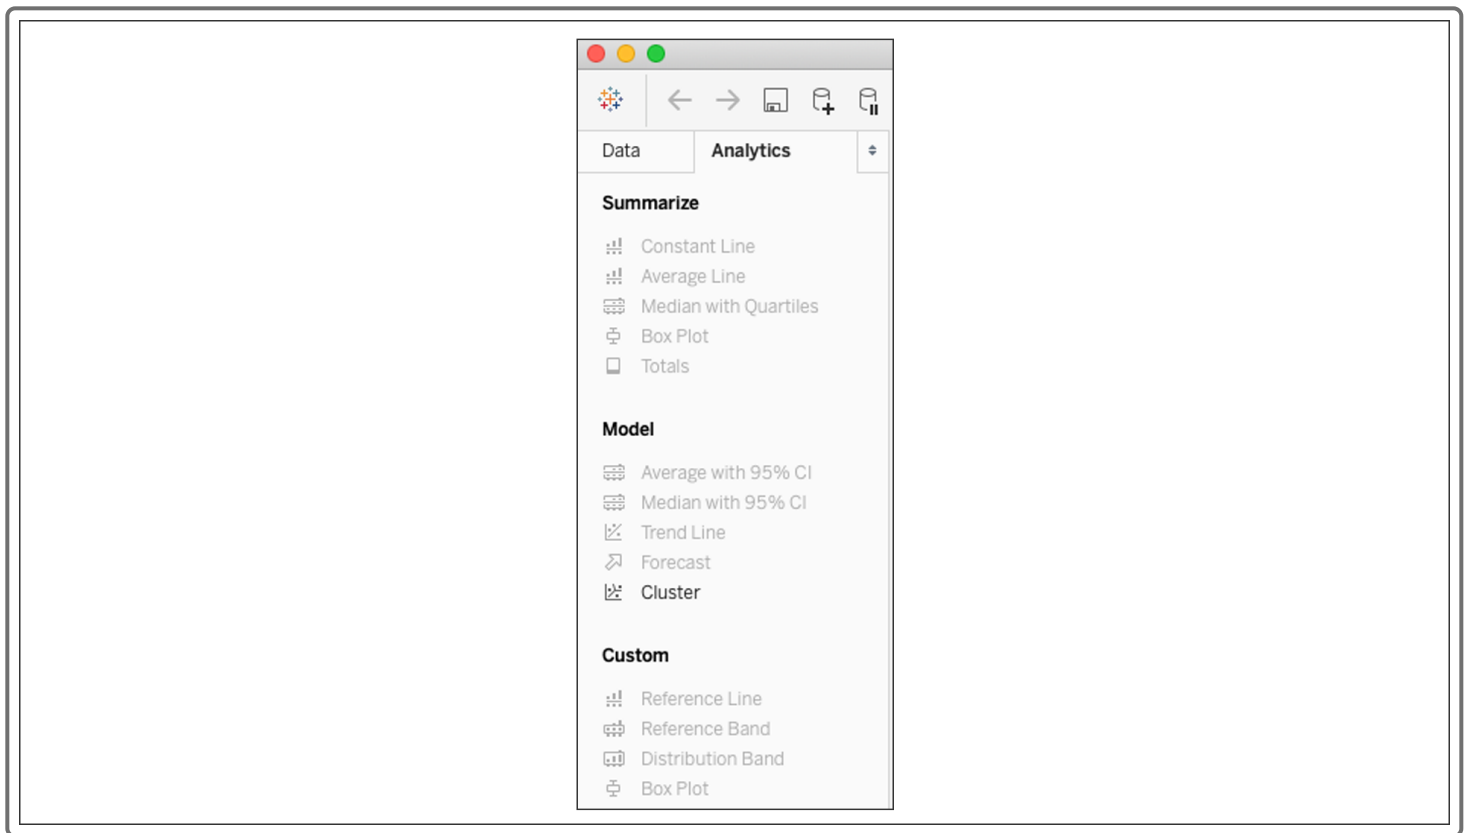 Data Analytics
Summarize
Constant Line
Average Line
Median with Quartiles
Box Plot
Totals
Model
Average with 95% CI
Median with 95% CI
Trend Line
Forecast
Cluster
Custom
Reference Line
Reference Band
Distribution Band
Box Plot